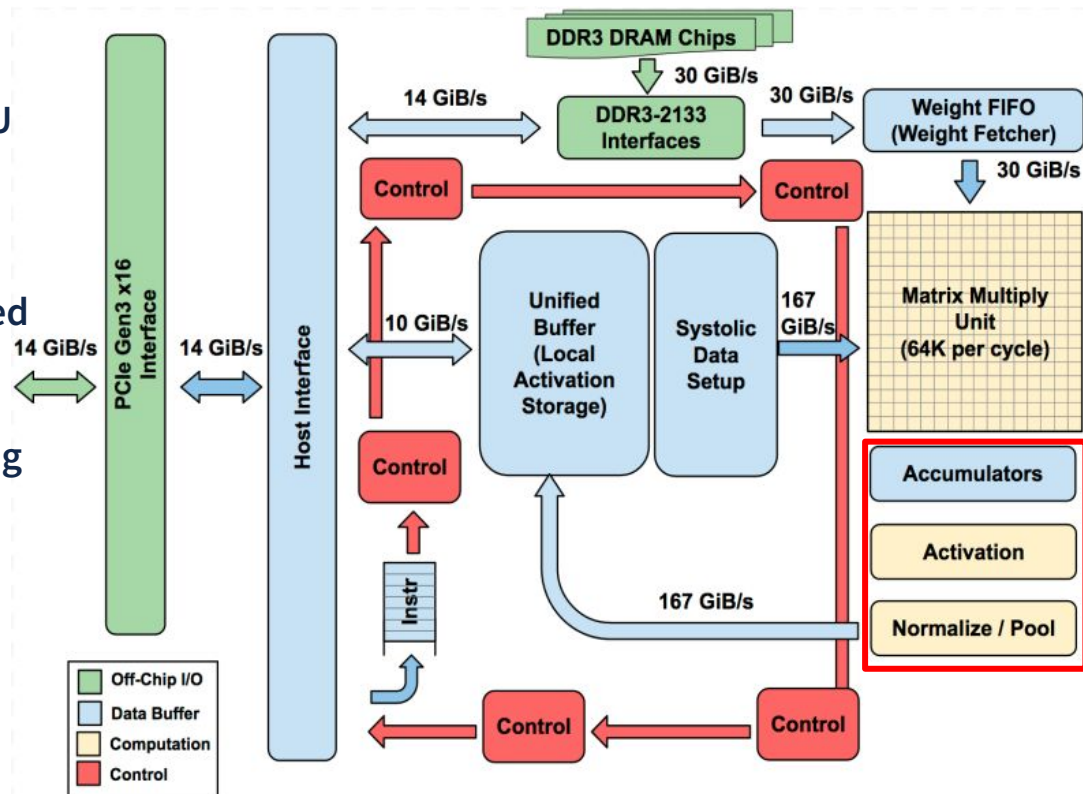 U
ed
ng
DDR3 DRAM Chips
30 GiB/s
14 GiB/s
DDR3-2133
Interfaces
30 GiB/s
Weight FIFO
(Weight Fetcher)
30 GiB/s
Control
Control
PCIe Gen3 x16
Interface
14 GiB/s
14 GiB/s
Host Interface
10 GiB/s
Unified
Buffer
(Local
Activation
Storage)
Systolic
Data
Setup
167
GiB/s
Matrix Multiply
Unit
(64K per cycle)
Control
Instr
Accumulators
Activation
Normalize / Pool
167 GiB/s
Control
Control
Off-Chip I/O
Data Buffer
Computation
Control